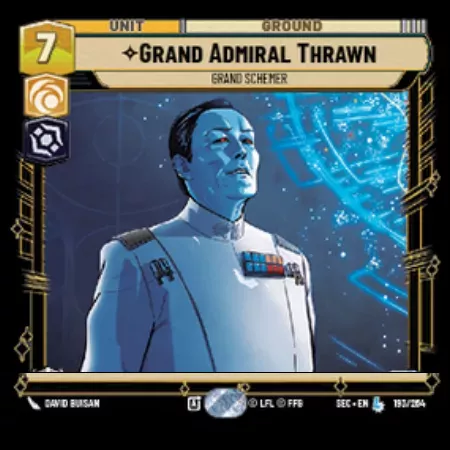 UNIT GROUND
7
GRAND ADMIRAL THRAWN
GRAND SCHEMER
DAVID BUISAN A © LFL © FFG SEC • EN 193/264